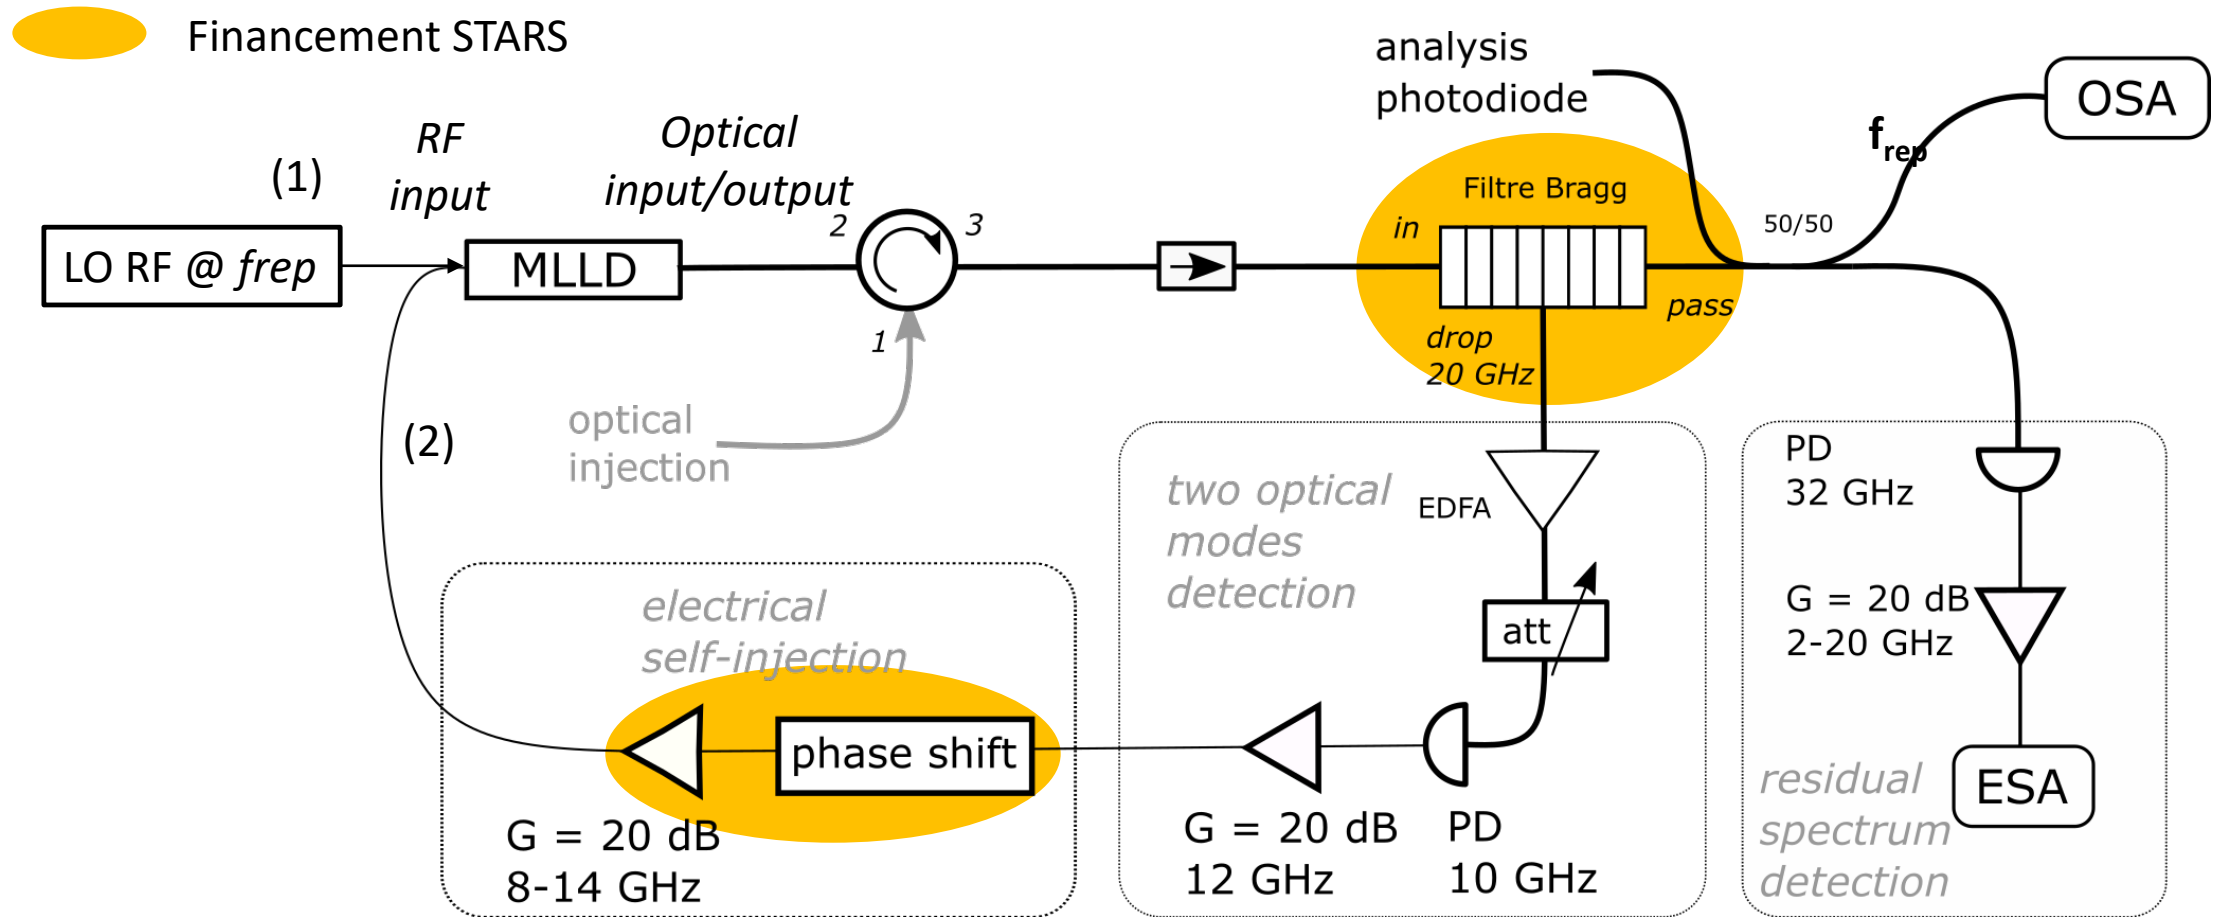 Financement STARS
analysis
photodiode
OSA
f_rep
RF
input
Optical
input/output
(1)
2
3
Filtre Bragg
in
50/50
LO RF @ frep
MLLD
pass
1
drop
20 GHz
optical
injection
(2)
two optical
modes
detection
EDFA
PD
32 GHz
electrical
self-injection
att
G = 20 dB
2-20 GHz
phase shift
G = 20 dB
8-14 GHz
G = 20 dB
12 GHz
PD
10 GHz
residual
spectrum
detection
ESA